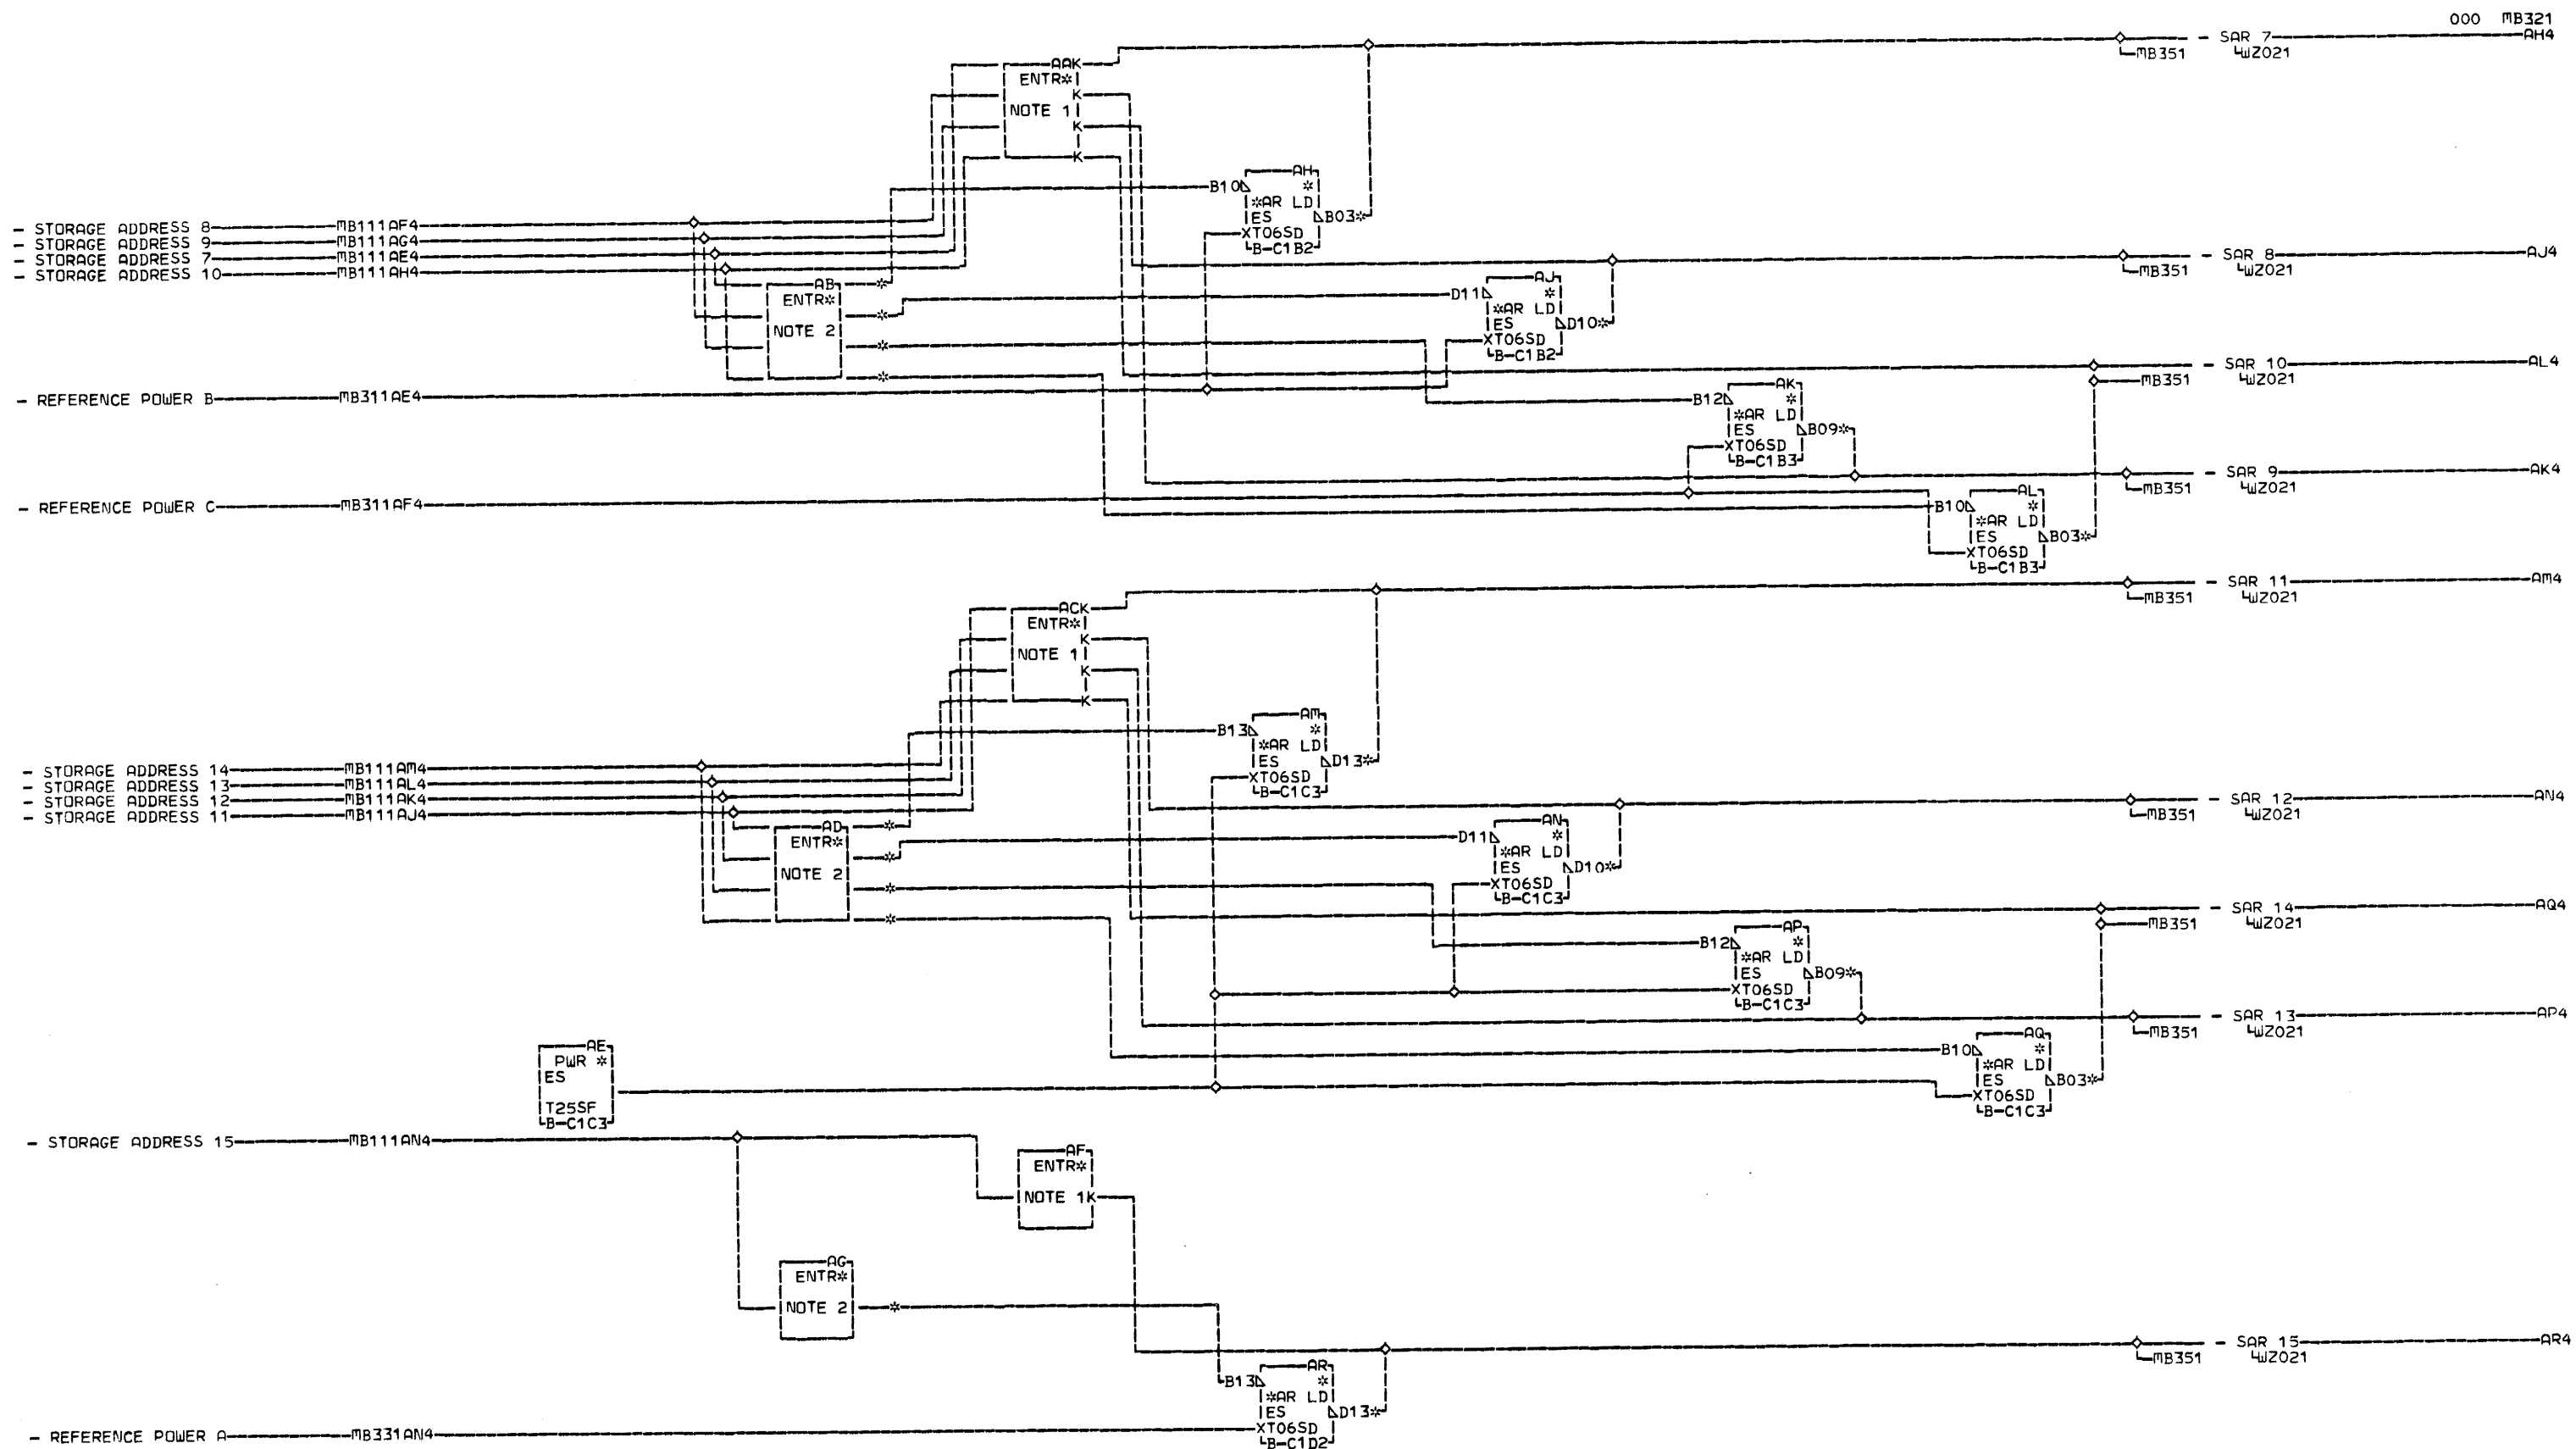 000 MB321
- SAR 7 AH4
MB351 WZ021
AAK
ENTR*
K
NOTE 1
K
K
AH
B10 *
*AR LD
ES B03*
XT06SD
B-C1B2
- STORAGE ADDRESS 8 MB111AF4
- STORAGE ADDRESS 9 MB111AG4
- STORAGE ADDRESS 7 MB111AE4
- STORAGE ADDRESS 10 MB111AH4
- SAR 8 AJ4
MB351 WZ021
AB *
ENTR*
*
NOTE 2
*
*
AJ
D11 *
*AR LD
ES D10*
XT06SD
B-C1B2
- SAR 10 AL4
MB351 WZ021
- REFERENCE POWER B MB311AE4
AK
B12 *
*AR LD
ES B09*
XT06SD
B-C1B3
- SAR 9 AK4
MB351 WZ021
- REFERENCE POWER C MB311AF4
AL
B10 *
*AR LD
ES B03*
XT06SD
B-C1B3
- SAR 11 AM4
MB351 WZ021
ACK
ENTR*
K
NOTE 1
K
K
AM
B13 *
*AR LD
ES D13*
XT06SD
B-C1C3
- STORAGE ADDRESS 14 MB111AM4
- STORAGE ADDRESS 13 MB111AL4
- STORAGE ADDRESS 12 MB111AK4
- STORAGE ADDRESS 11 MB111AJ4
- SAR 12 AN4
MB351 WZ021
AD *
ENTR*
*
NOTE 2
*
*
AN
D11 *
*AR LD
ES D10*
XT06SD
B-C1C3
- SAR 14 AQ4
MB351 WZ021
AP
B12 *
*AR LD
ES B09*
XT06SD
B-C1C3
- SAR 13 AP4
MB351 WZ021
AE
PWR *
ES
T25SF
B-C1C3
AQ
B10 *
*AR LD
ES B03*
XT06SD
B-C1C3
- STORAGE ADDRESS 15 MB111AN4
AF
ENTR*
NOTE 1K
AG
ENTR*
NOTE 2 *
- SAR 15 AR4
MB351 WZ021
AR
B13 *
*AR LD
ES D13*
XT06SD
B-C1D2
- REFERENCE POWER A MB331AN4